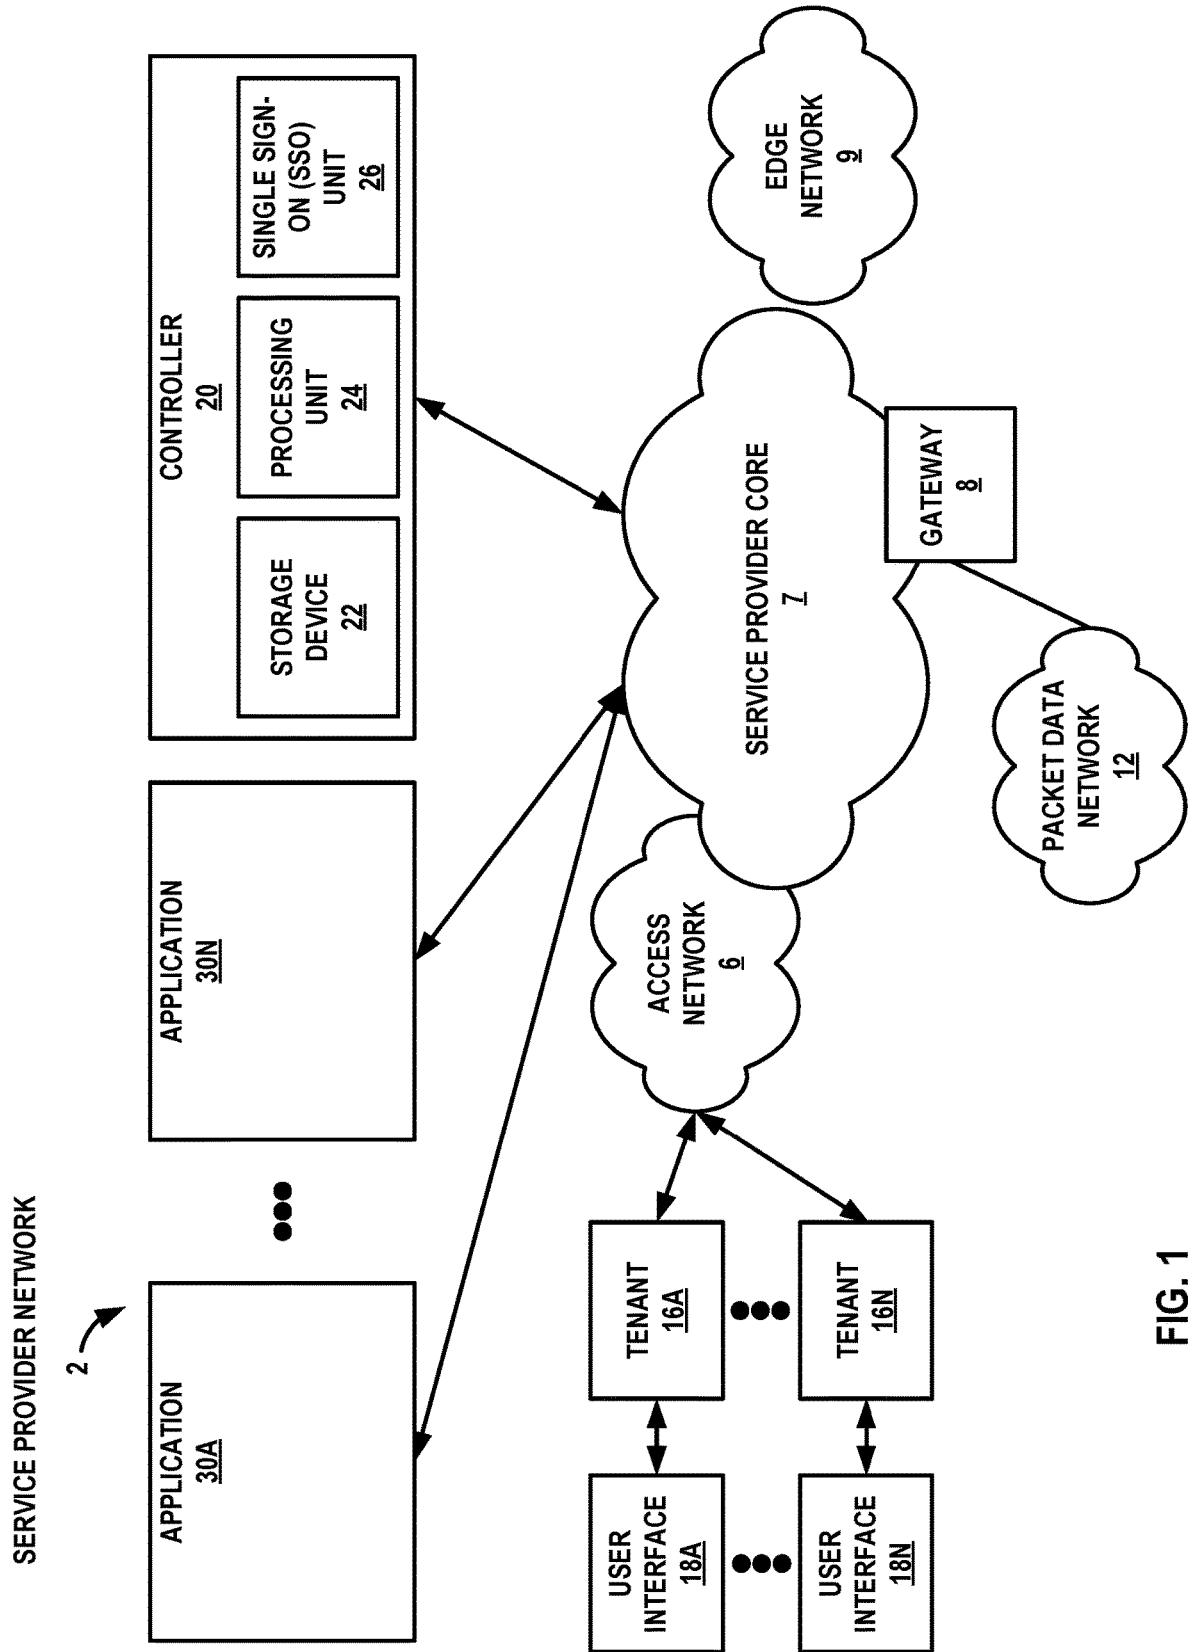 SERVICE PROVIDER NETWORK
2
APPLICATION
30A
APPLICATION
30N
CONTROLLER
20
STORAGE
DEVICE
22
PROCESSING
UNIT
24
SINGLE SIGN-
ON (SSO)
UNIT
26
USER
INTERFACE
18A
TENANT
16A
USER
INTERFACE
18N
TENANT
16N
ACCESS
NETWORK
6
SERVICE PROVIDER CORE
7
EDGE
NETWORK
9
GATEWAY
8
PACKET DATA
NETWORK
12
FIG. 1